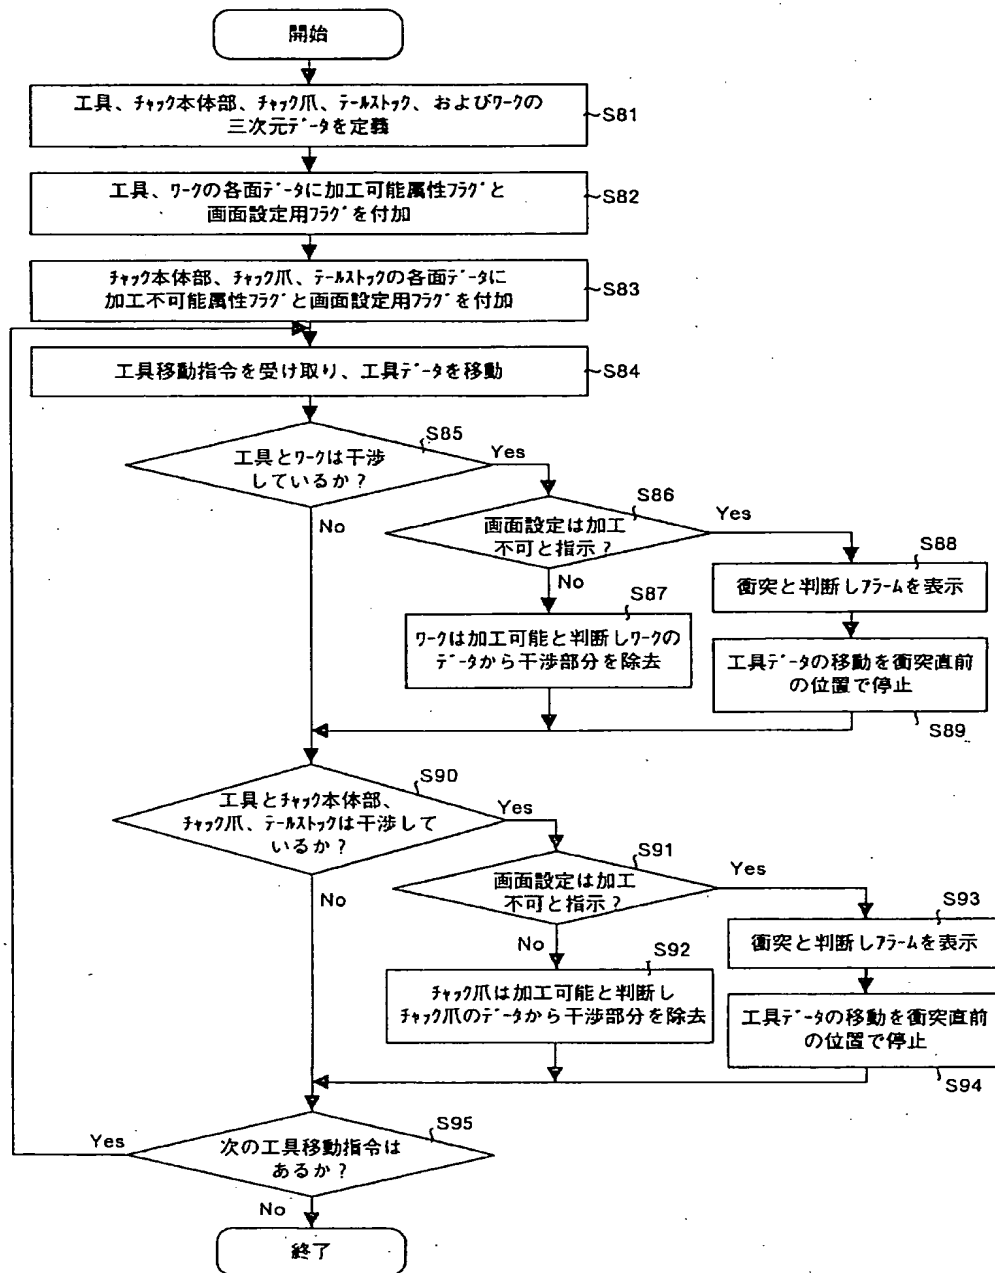 開始
工具、ﾁｬｯｸ本体部、ﾁｬｯｸ爪、ﾃｰﾙｽﾄｯｸ、およびﾜｰｸの
三次元ﾃﾞｰﾀを定義
S81
工具、ﾜｰｸの各面ﾃﾞｰﾀに加工可能属性ﾌﾗｸﾞと
画面設定用ﾌﾗｸﾞを付加
S82
ﾁｬｯｸ本体部、ﾁｬｯｸ爪、ﾃｰﾙｽﾄｯｸの各面ﾃﾞｰﾀに
加工不可能属性ﾌﾗｸﾞと画面設定用ﾌﾗｸﾞを付加
S83
工具移動指令を受け取り、工具ﾃﾞｰﾀを移動
S84
S85
工具とﾜｰｸは干渉
しているか？
Yes
No
S86
画面設定は加工
不可と指示？
Yes
No
S87
ﾜｰｸは加工可能と判断しﾜｰｸの
ﾃﾞｰﾀから干渉部分を除去
S88
衝突と判断しｱﾗｰﾑを表示
工具ﾃﾞｰﾀの移動を衝突直前
の位置で停止
S89
S90
工具とﾁｬｯｸ本体部、
ﾁｬｯｸ爪、ﾃｰﾙｽﾄｯｸは干渉して
いるか？
Yes
No
S91
画面設定は加工
不可と指示？
Yes
No
S92
ﾁｬｯｸ爪は加工可能と判断し
ﾁｬｯｸ爪のﾃﾞｰﾀから干渉部分を除去
S93
衝突と判断しｱﾗｰﾑを表示
工具ﾃﾞｰﾀの移動を衝突直前
の位置で停止
S94
S95
次の工具移動指令は
あるか？
Yes
No
終了